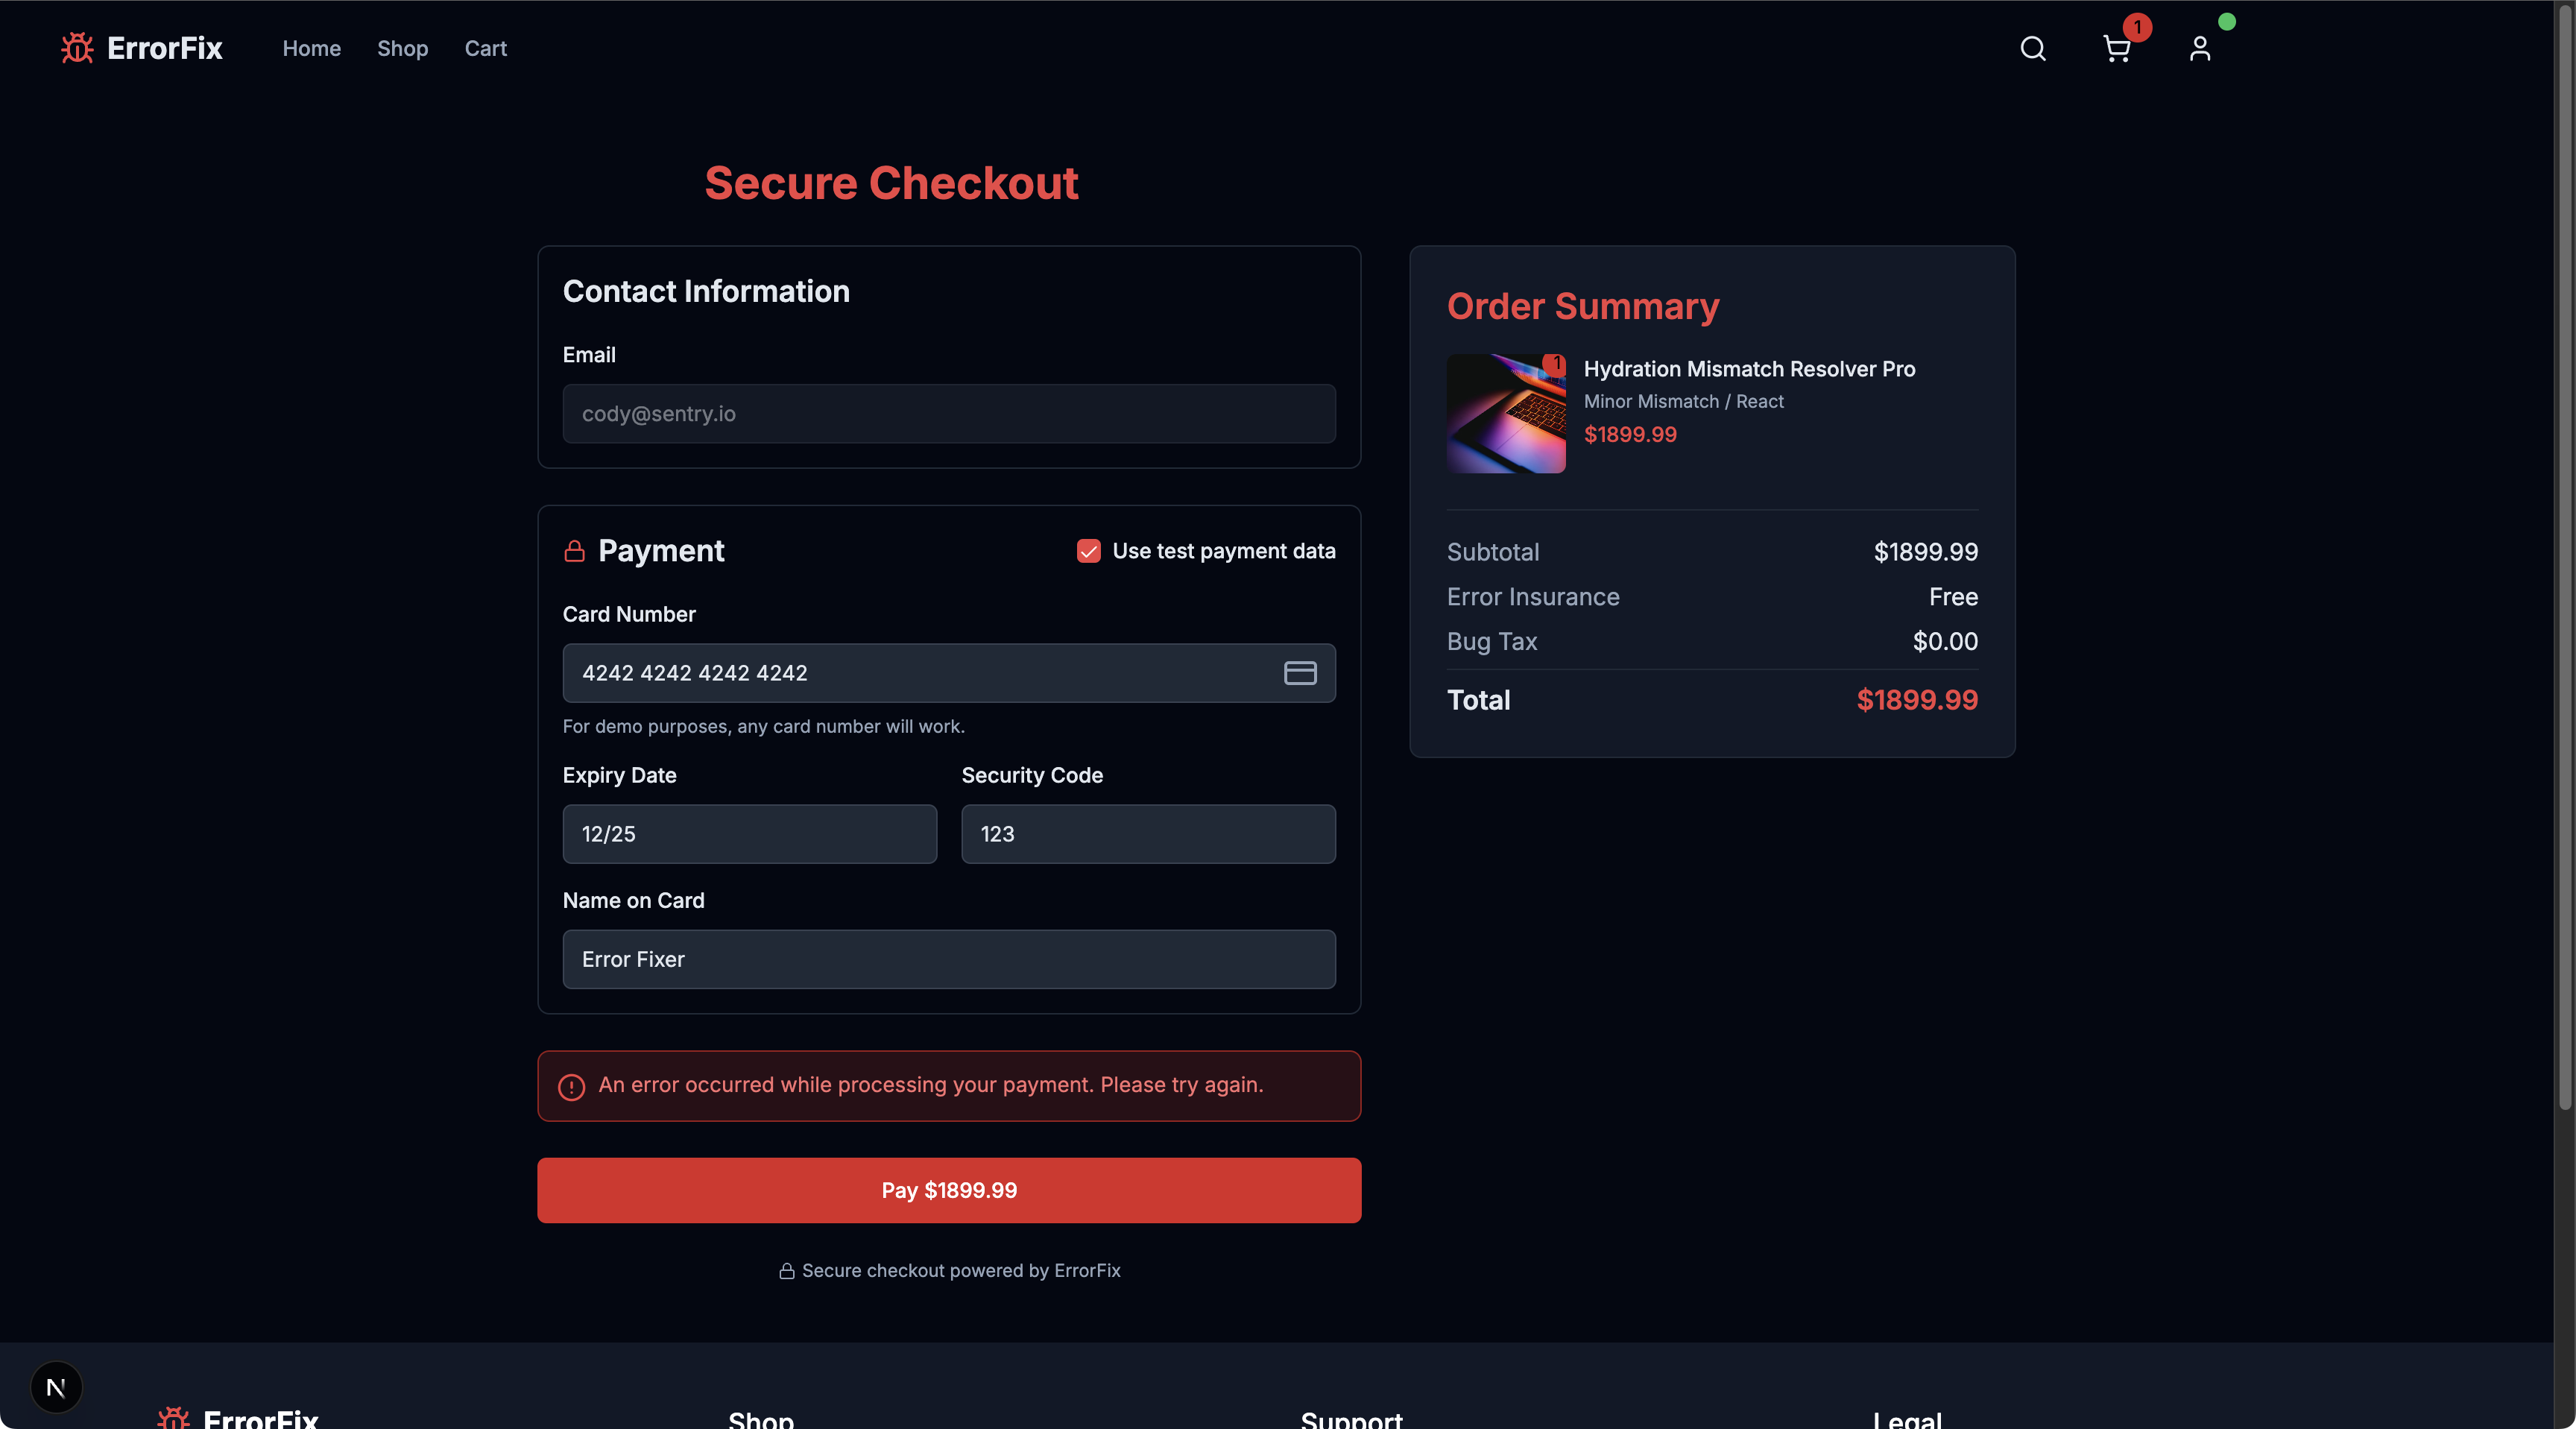 ErrorFix
Home
Shop
Cart
1
Secure Checkout
Contact Information
Email
cody@sentry.io
Payment
Use test payment data
Card Number
4242 4242 4242 4242
For demo purposes, any card number will work.
Expiry Date
Security Code
12/25
123
Name on Card
Error Fixer
An error occurred while processing your payment. Please try again.
Pay $1899.99
Secure checkout powered by ErrorFix
Order Summary
1
Hydration Mismatch Resolver Pro
Minor Mismatch / React
$1899.99
Subtotal
$1899.99
Error Insurance
Free
Bug Tax
$0.00
Total
$1899.99
N
ErrorFix
Shop
Support
Legal